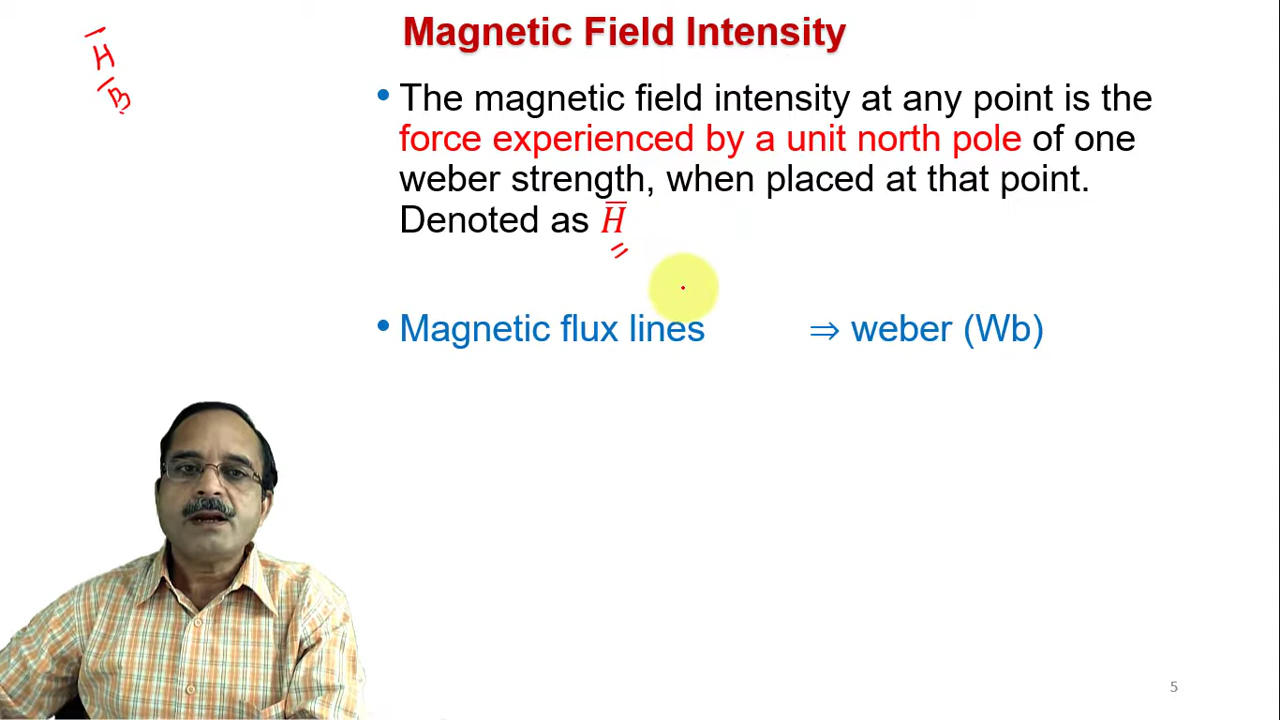 Magnetic Field Intensity
H̅
B̅
• The magnetic field intensity at any point is the
force experienced by a unit north pole of one
weber strength, when placed at that point.
Denoted as H̅
• Magnetic flux lines ⇒ weber (Wb)
5